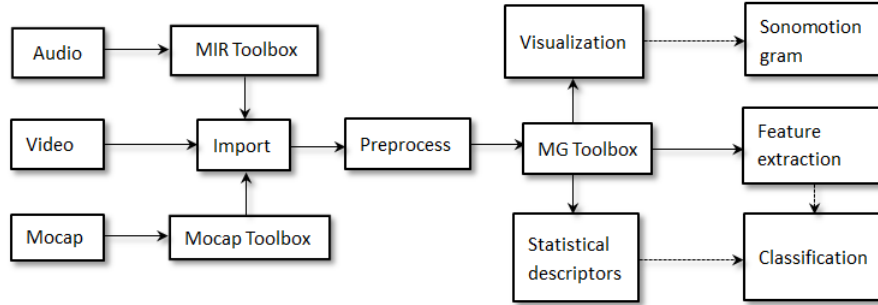 Audio
MIR Toolbox
Visualization
Sonomotion
gram
Video
Import
Preprocess
MG Toolbox
Feature
extraction
Mocap
Mocap Toolbox
Statistical
descriptors
Classification